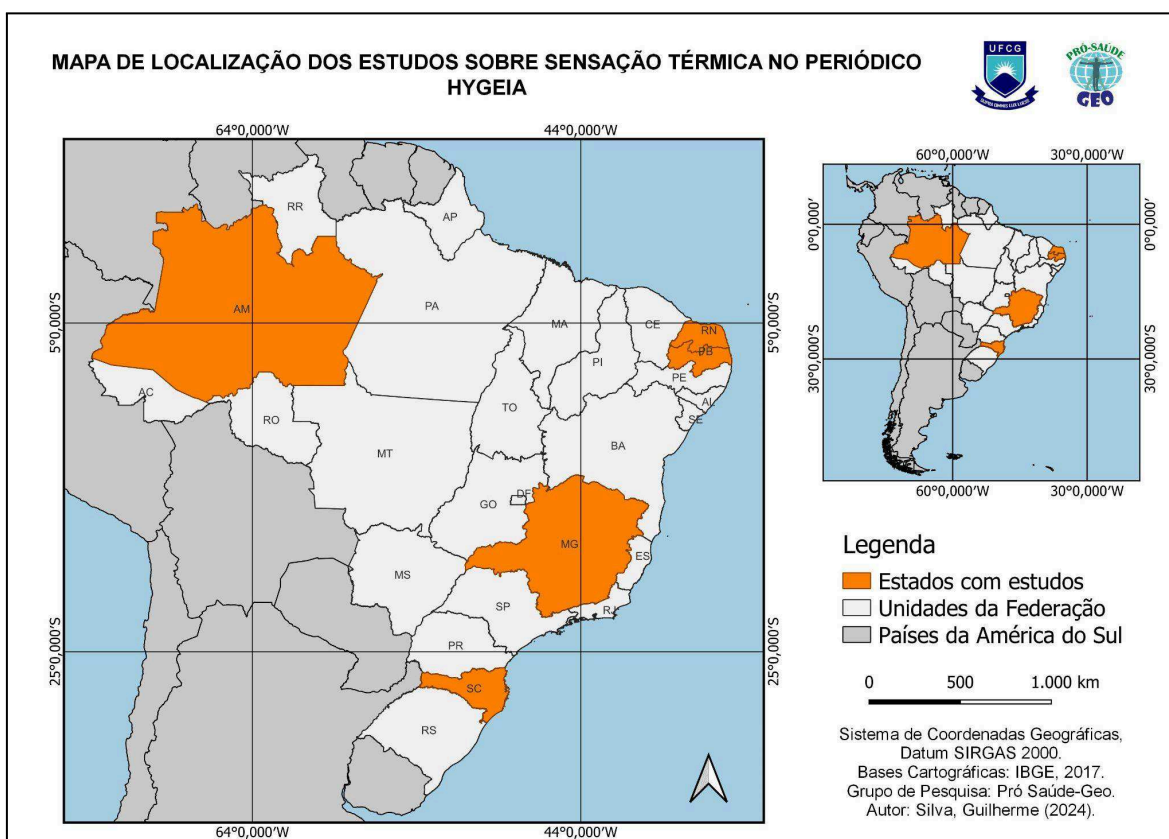 MAPA DE LOCALIZAÇÃO DOS ESTUDOS SOBRE SENSAÇÃO TÉRMICA NO PERIÓDICO
HYGEIA
UFCG
PRÓ-SAÚDE
GEO
64°0,000'W 44°0,000'W
60°0,000'W 30°0,000'W
RR
AP
0°0,000' 0°0,000'
AM
PA
MA
CE
RN
5°0,000'S 5°0,000'S
PB
PI
PE
AC
TO
AL
RO
SE
30°0,000'S 30°0,000'S
BA
MT
DF
GO
60°0,000'W 30°0,000'W
MG
ES
MS
SP
RJ
PR
25°0,000'S 25°0,000'S
SC
RS
64°0,000'W 44°0,000'W
Legenda
Estados com estudos
Unidades da Federação
Países da América do Sul
0 500 1.000 km
Sistema de Coordenadas Geográficas,
Datum SIRGAS 2000.
Bases Cartográficas: IBGE, 2017.
Grupo de Pesquisa: Pró Saúde-Geo.
Autor: Silva, Guilherme (2024).